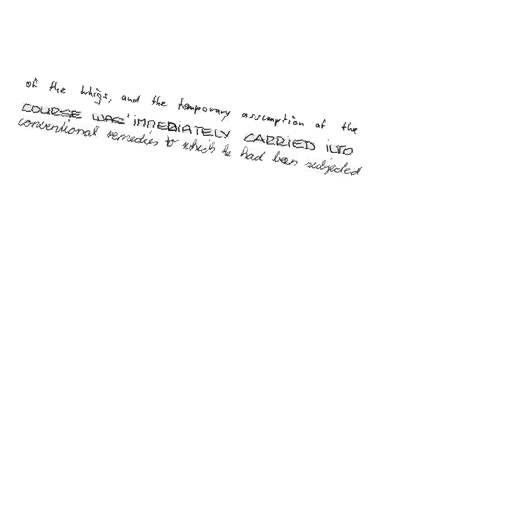 of the Whigs, and the temporary assumption of the
COURSE WAS IMMEDIATELY CARRIED INTO
conventional remedies to which he had been subjected